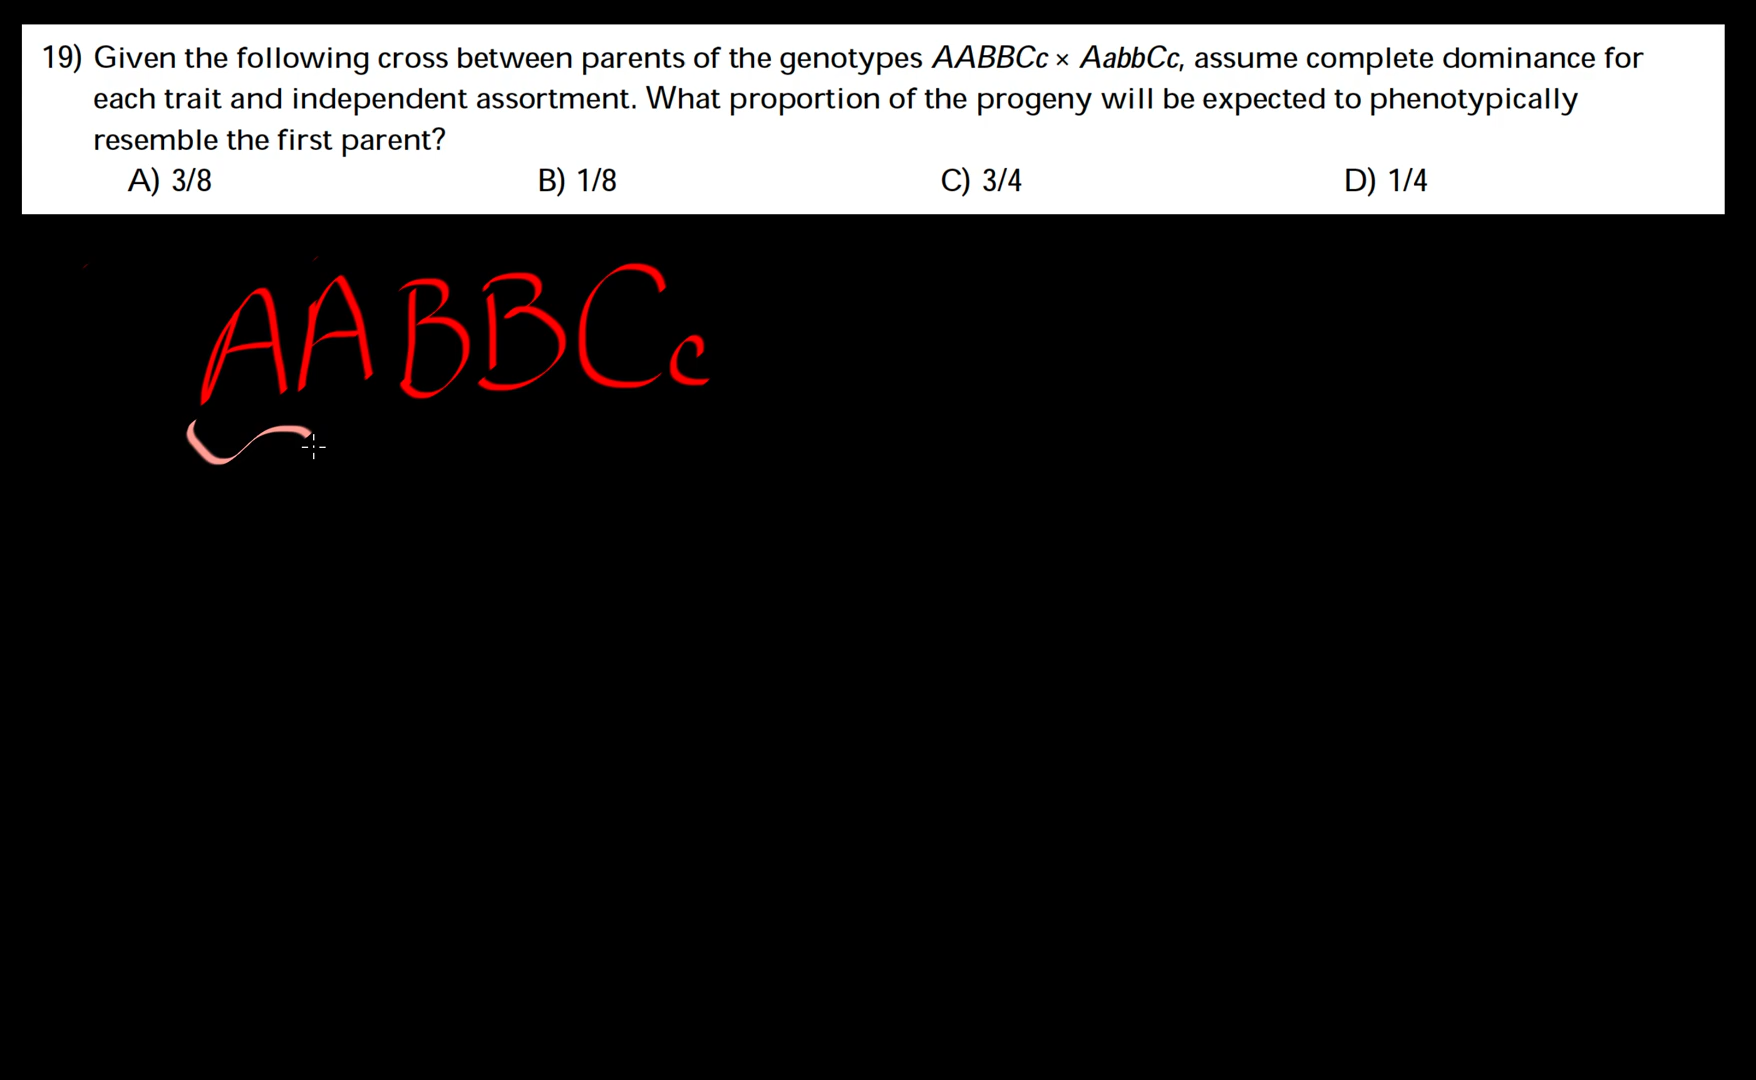 19) Given the following cross between parents of the genotypes AABBCc × AabbCc, assume complete dominance for
each trait and independent assortment. What proportion of the progeny will be expected to phenotypically
resemble the first parent?
A) 3/8 B) 1/8 C) 3/4 D) 1/4
AABBCc